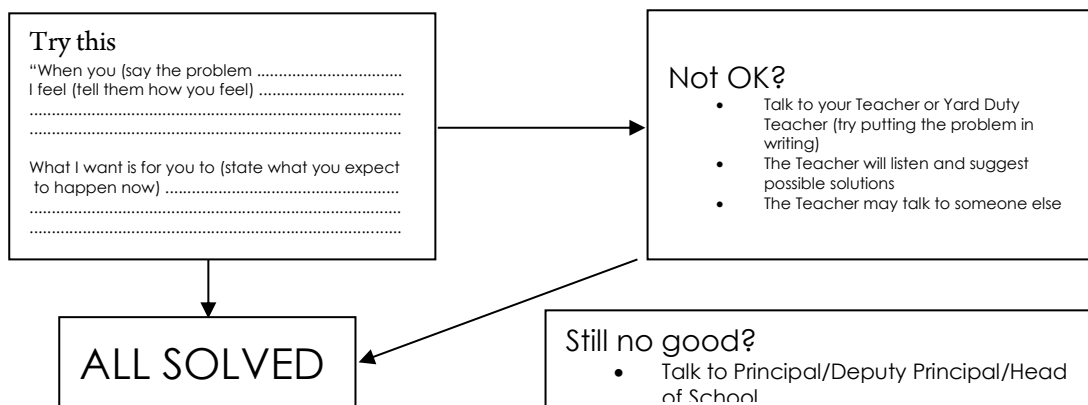 Try this
“When you (say the problem .................................
I feel (tell them how you feel) .................................
.....................................................................................
.....................................................................................
What I want is for you to (state what you expect
to happen now) ......................................................
.....................................................................................
.....................................................................................
Not OK?
• Talk to your Teacher or Yard Duty
Teacher (try putting the problem in
writing)
• The Teacher will listen and suggest
possible solutions
• The Teacher may talk to someone else
ALL SOLVED
Still no good?
• Talk to Principal/Deputy Principal/Head
of School